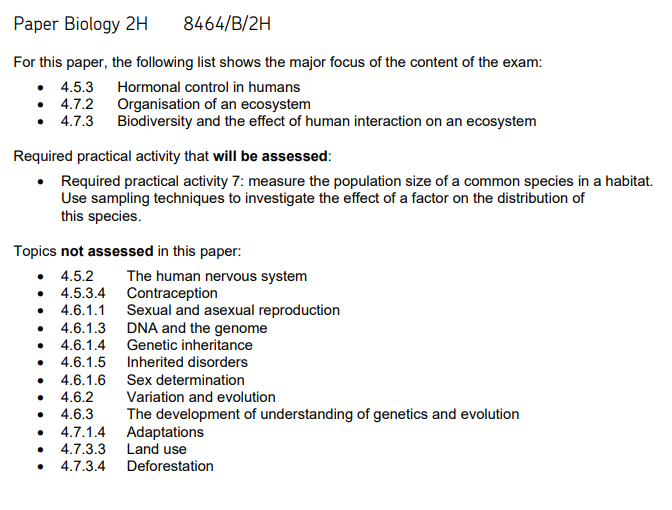 Paper Biology 2H 8464/B/2H
For this paper, the following list shows the major focus of the content of the exam:
• 4.5.3 Hormonal control in humans
• 4.7.2 Organisation of an ecosystem
• 4.7.3 Biodiversity and the effect of human interaction on an ecosystem
Required practical activity that will be assessed:
• Required practical activity 7: measure the population size of a common species in a habitat.
Use sampling techniques to investigate the effect of a factor on the distribution of
this species.
Topics not assessed in this paper:
• 4.5.2 The human nervous system
• 4.5.3.4 Contraception
• 4.6.1.1 Sexual and asexual reproduction
• 4.6.1.3 DNA and the genome
• 4.6.1.4 Genetic inheritance
• 4.6.1.5 Inherited disorders
• 4.6.1.6 Sex determination
• 4.6.2 Variation and evolution
• 4.6.3 The development of understanding of genetics and evolution
• 4.7.1.4 Adaptations
• 4.7.3.3 Land use
• 4.7.3.4 Deforestation